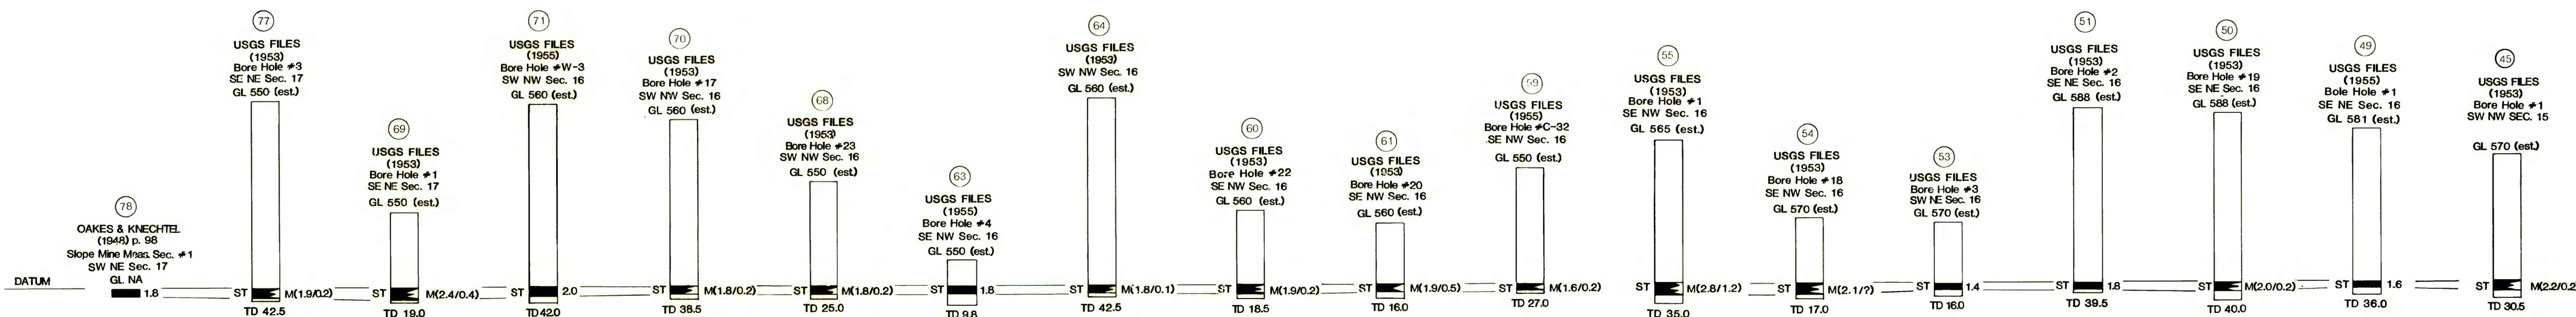 DATUM
78
OAKES & KNECHTEL
(1948) p. 98
Slope Mine Meas. Sec. #1
SW NE Sec. 17
GL NA
1.8
77
USGS FILES
(1953)
Bore Hole #3
SE NE Sec. 17
GL 550 (est.)
ST
M(1.9/0.2)
TD 42.5
69
USGS FILES
(1953)
Bore Hole #1
SE NE Sec. 17
GL 550 (est.)
ST
M(2.4/0.4)
TD 19.0
71
USGS FILES
(1955)
Bore Hole #W-3
SW NW Sec. 16
GL 560 (est.)
ST
2.0
TD 42.0
70
USGS FILES
(1953)
Bore Hole #17
SW NW Sec. 16
GL 560 (est.)
ST
M(1.8/0.2)
TD 38.5
68
USGS FILES
(1953)
Bore Hole #23
SW NW Sec. 16
GL 550 (est.)
ST
M(1.8/0.2)
TD 25.0
63
USGS FILES
(1955)
Bore Hole #4
SE NW Sec. 16
GL 550 (est.)
ST
1.8
TD 9.8
64
USGS FILES
(1953)
SW NW Sec. 16
GL 560 (est.)
ST
M(1.8/0.1)
TD 42.5
60
USGS FILES
(1953)
Bore Hole #22
SE NW Sec. 16
GL 560 (est.)
ST
M(1.9/0.2)
TD 18.5
61
USGS FILES
(1953)
Bore Hole #20
SE NW Sec. 16
GL 560 (est.)
ST
M(1.9/0.5)
TD 16.0
59
USGS FILES
(1955)
Bore Hole #C-32
SE NW Sec. 16
GL 550 (est.)
ST
M(1.6/0.2)
TD 27.0
55
USGS FILES
(1953)
Bore Hole #1
SE NW Sec. 16
GL 565 (est.)
ST
M(2.8/1.2)
TD 35.0
54
USGS FILES
(1953)
Bore Hole #18
SE NW Sec. 16
GL 570 (est.)
ST
M(2.1/?)
TD 17.0
53
USGS FILES
Bore Hole #3
SW NE Sec. 16
GL 570 (est.)
ST
1.4
TD 16.0
51
USGS FILES
(1953)
Bore Hole #2
SE NE Sec. 16
GL 588 (est.)
ST
1.8
TD 39.5
50
USGS FILES
(1953)
Bore Hole #19
SE NE Sec. 16
GL 588 (est.)
ST
M(2.0/0.2)
TD 40.0
49
USGS FILES
(1955)
Bole Hole #1
SE NE Sec. 16
GL 581 (est.)
ST
1.6
TD 36.0
45
USGS FILES
(1953)
Bore Hole #1
SW NW Sec. 15
GL 570 (est.)
ST
M(2.2/0.2)
TD 30.5